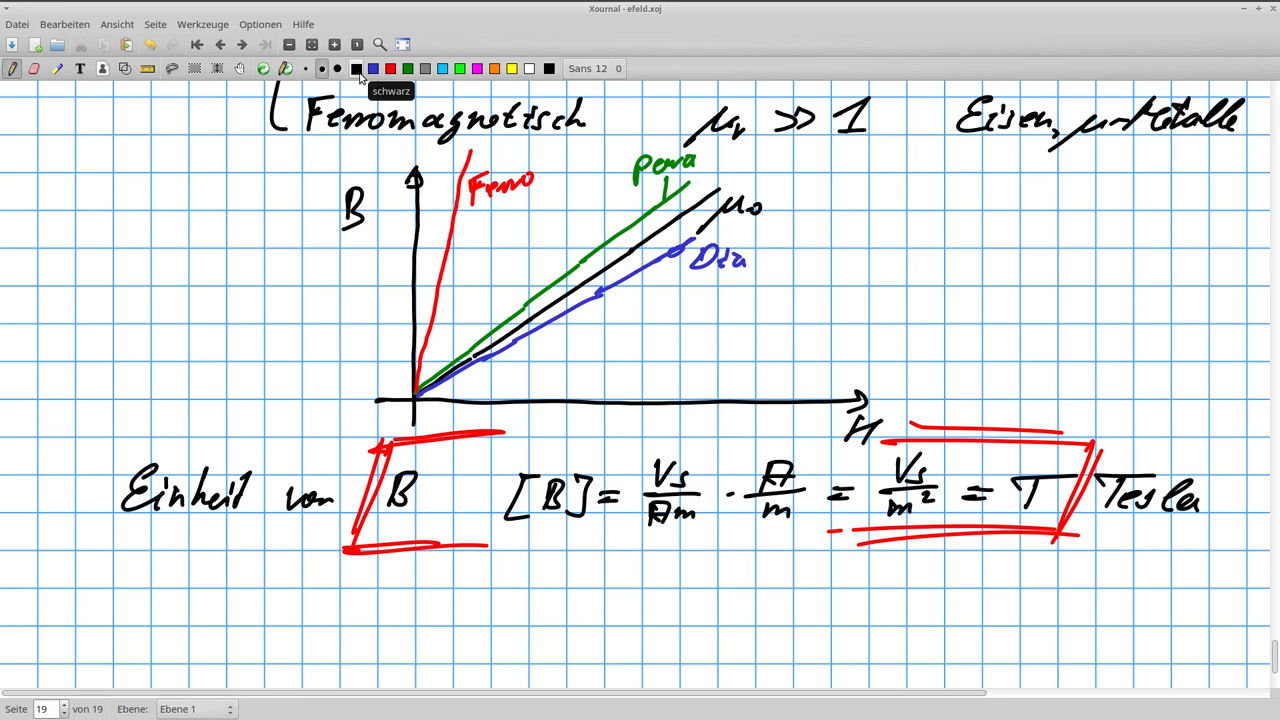 Xournal - efeld.xoj
Datei Bearbeiten Ansicht Seite Werkzeuge Optionen Hilfe
Sans 12 0
schwarz
Ferromagnetisch μr >> 1 Eisen, μ-Metalle
B Ferro para μ0
Dia
H
Einheit von B [B] = Vs/Am · A/m = Vs/m² = T Tesla
Seite 19 von 19 Ebene: Ebene 1